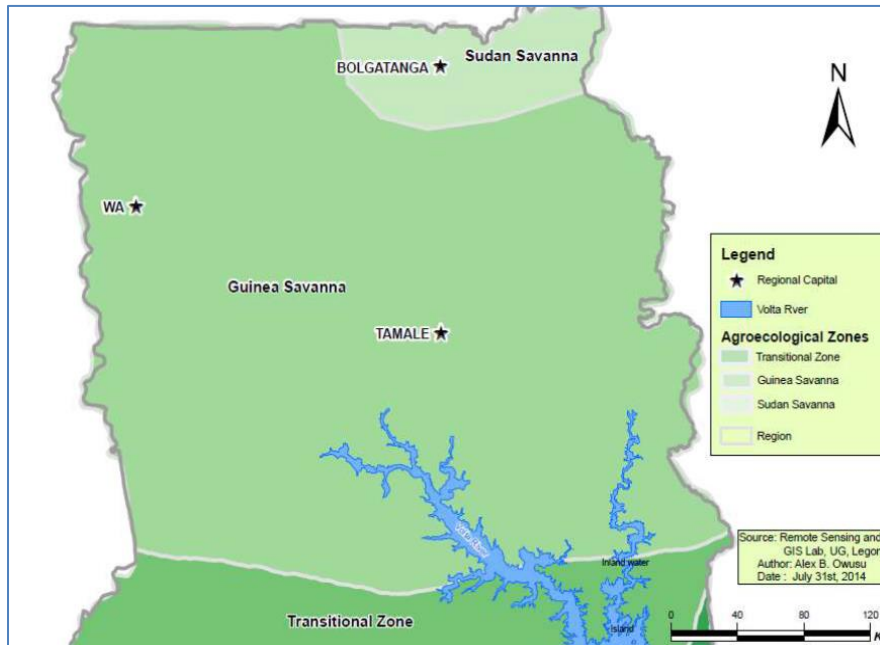 Sudan Savanna
BOLGATANGA
N
WA
Guinea Savanna
TAMALE
Volta River
Inland water
Island
Transitional Zone
Legend
Regional Capital
Volta Rver
Agroecological Zones
Transitional Zone
Guinea Savanna
Sudan Savanna
Region
Source: Remote Sensing and
GIS Lab, UG, Legon
Author: Alex B. Owusu
Date : July 31st, 2014
0 40 80 120
K